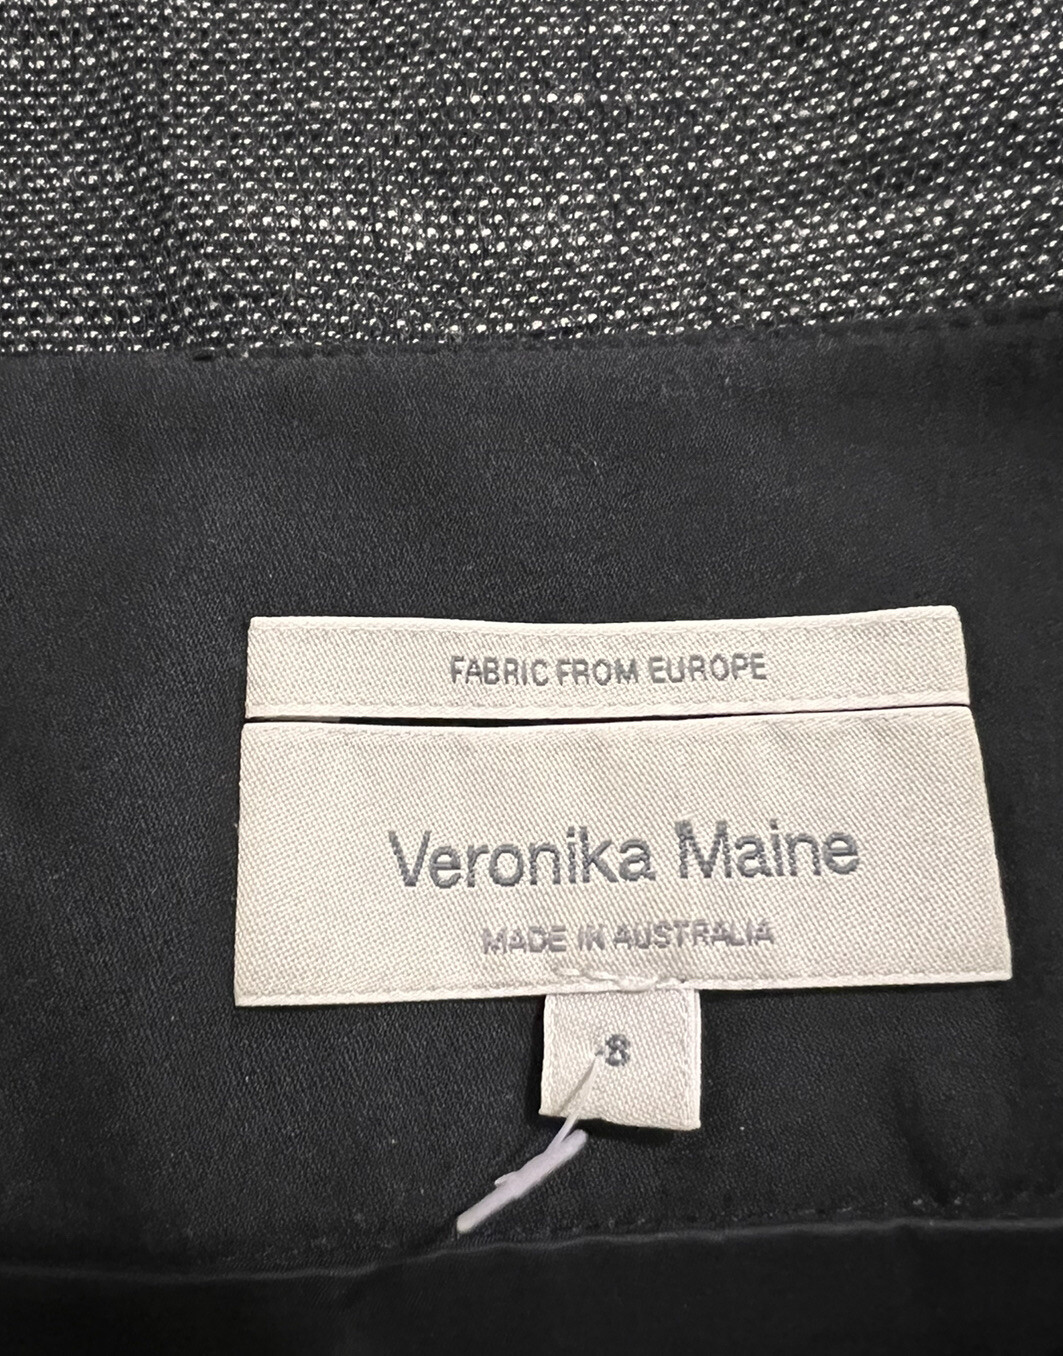 FABRIC FROM EUROPE
Veronika Maine
MADE IN AUSTRALIA
8